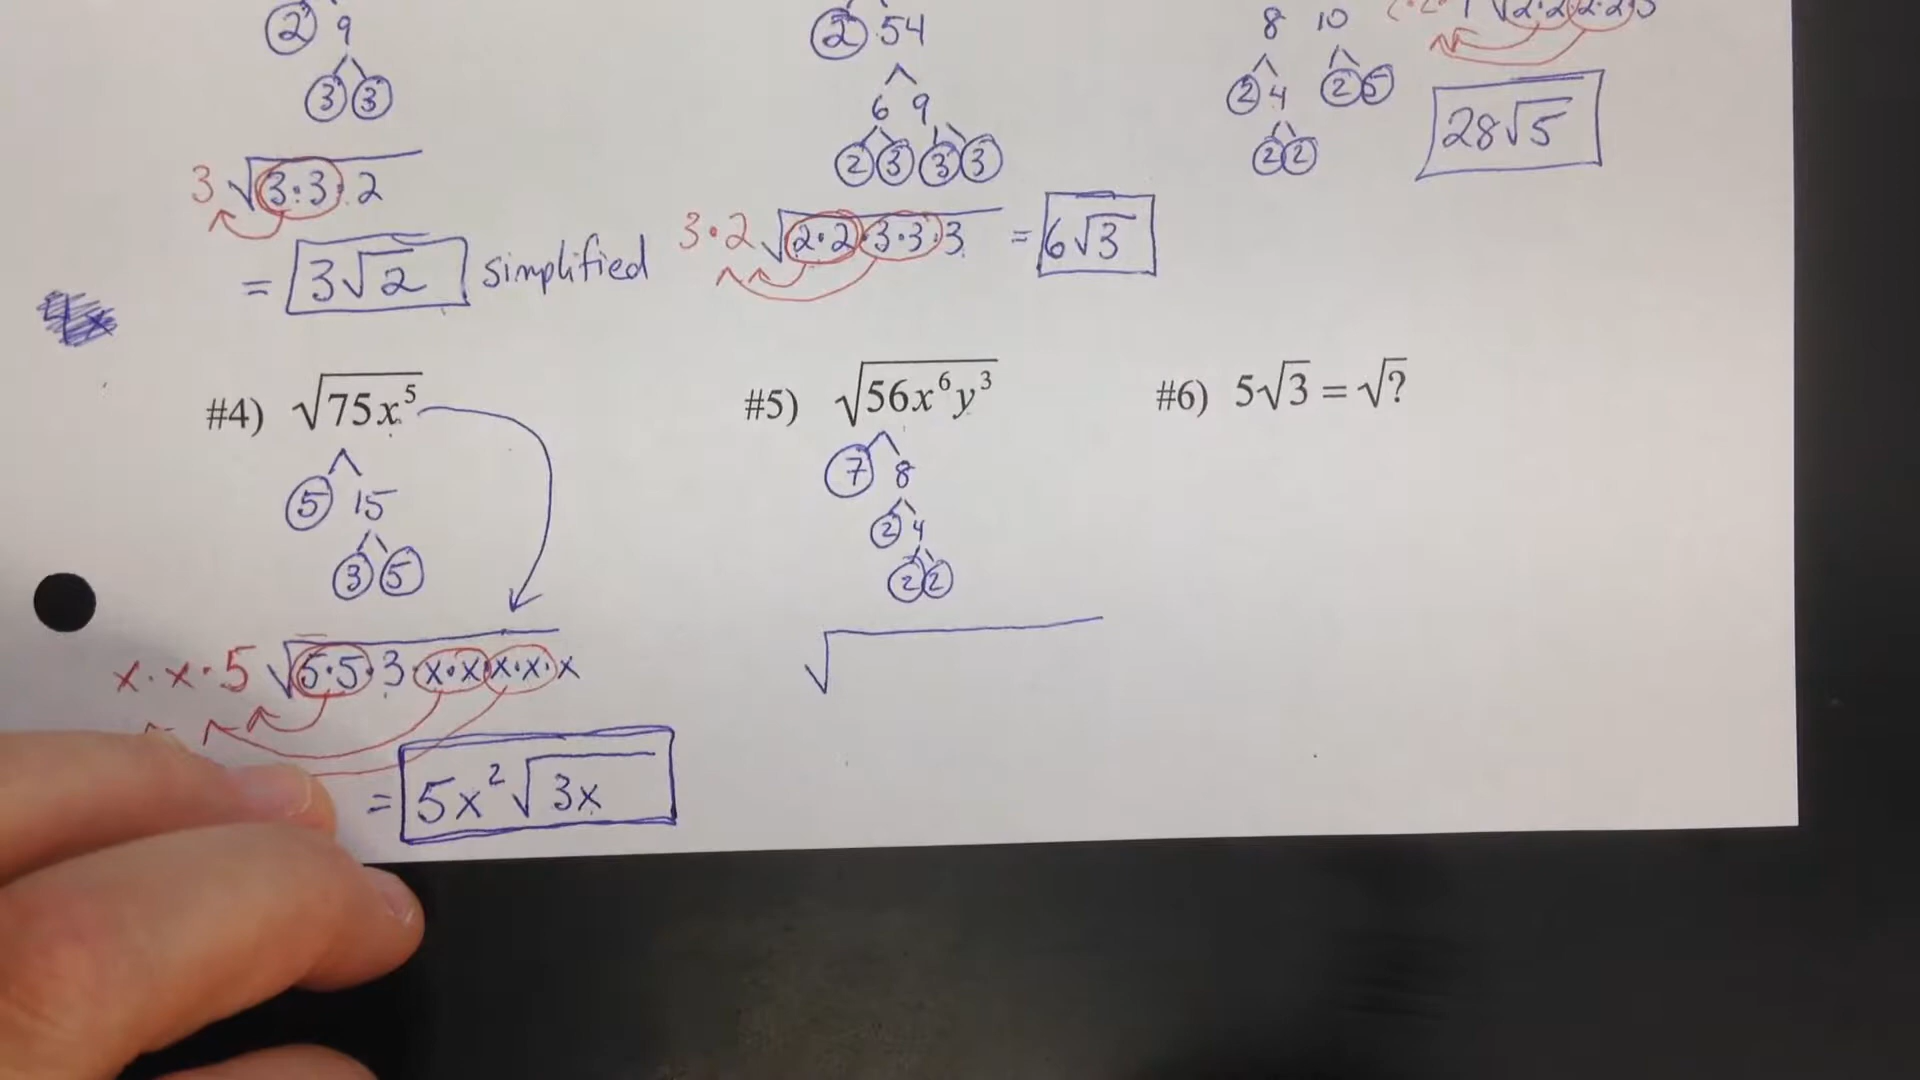 2 9
3 3
3 √3·3·2
= 3√2 simplified
2 54
6 9
2 3 3 3
3·2 √2·2·3·3·3 = 6√3
8 10
2 4 2 5
2 2
28√5
#4) √75x⁵
5 15
3 5
x·x·5 √5·5·3·x·x·x·x·x
= 5x²√3x
#5) √56x⁶y³
7 8
2 4
2 2
√
#6) 5√3 = √?